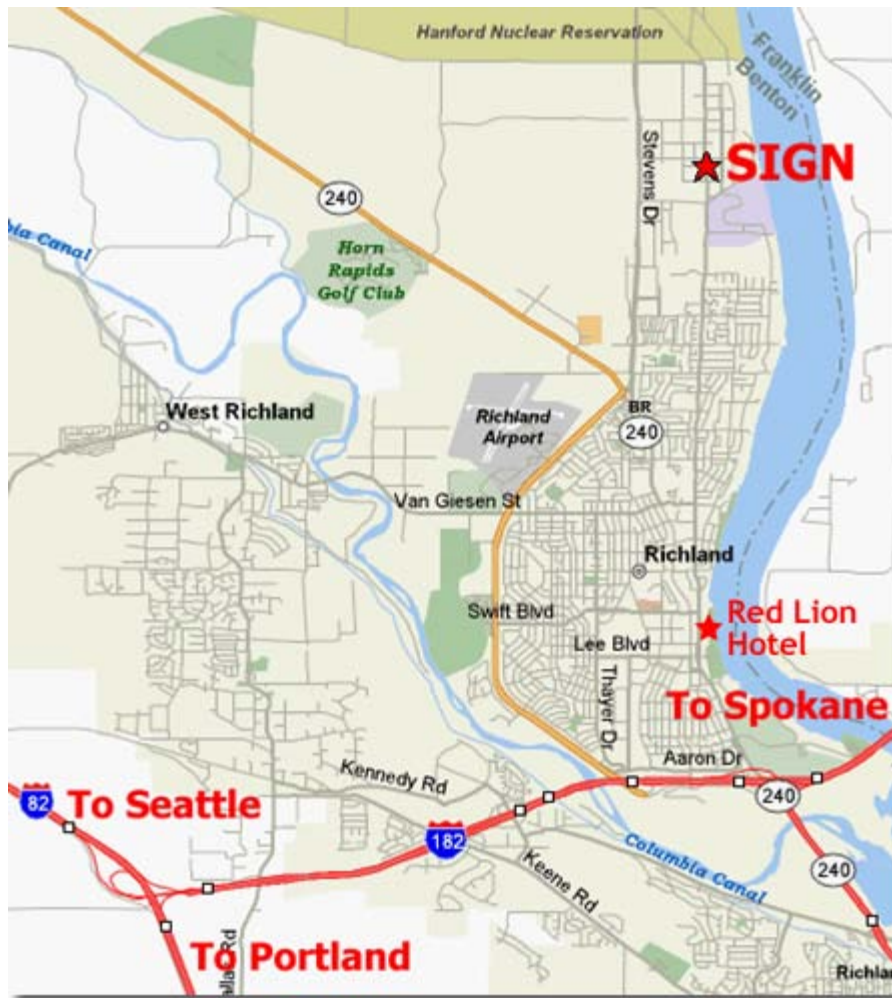 Hanford Nuclear Reservation
Franklin
Benton
Stevens Dr
SIGN
240
bia Canal
Horn
Rapids
Golf Club
West Richland
Richland
Airport
BR
240
Van Giesen St
Richland
Swift Blvd
Red Lion
Hotel
Lee Blvd
Thayer Dr
To Spokane
Aaron Dr
Kennedy Rd
82
To Seattle
240
182
Columbia Canal
Keene Rd
240
To Portland
allan Rd
Richlan